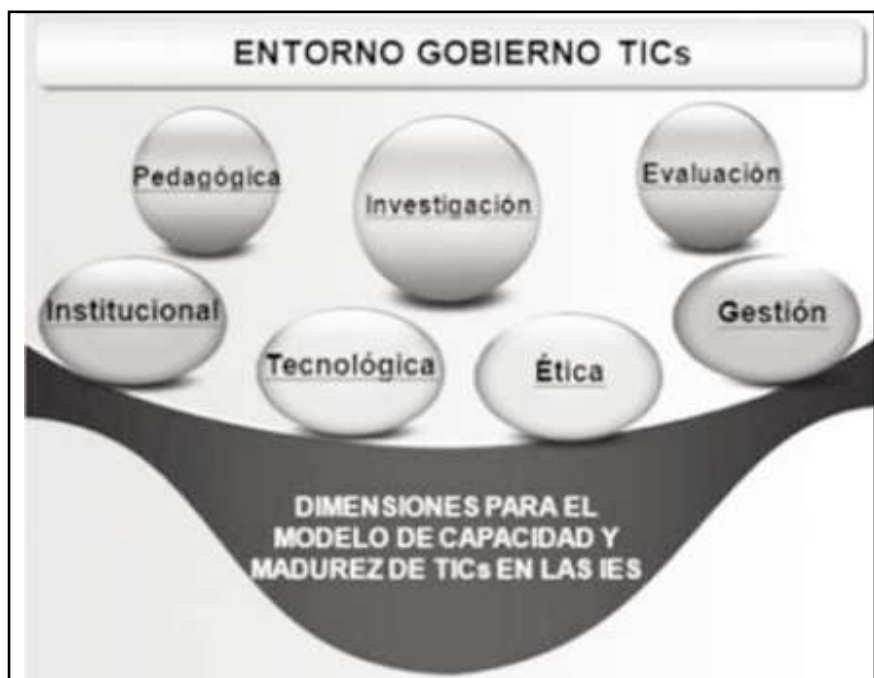 ENTORNO GOBIERNO TICs
Pedagógica
Investigación
Evaluación
Institucional
Tecnológica
Ética
Gestión
DIMENSIONES PARA EL
MODELO DE CAPACIDAD Y
MADUREZ DE TICs EN LAS IES